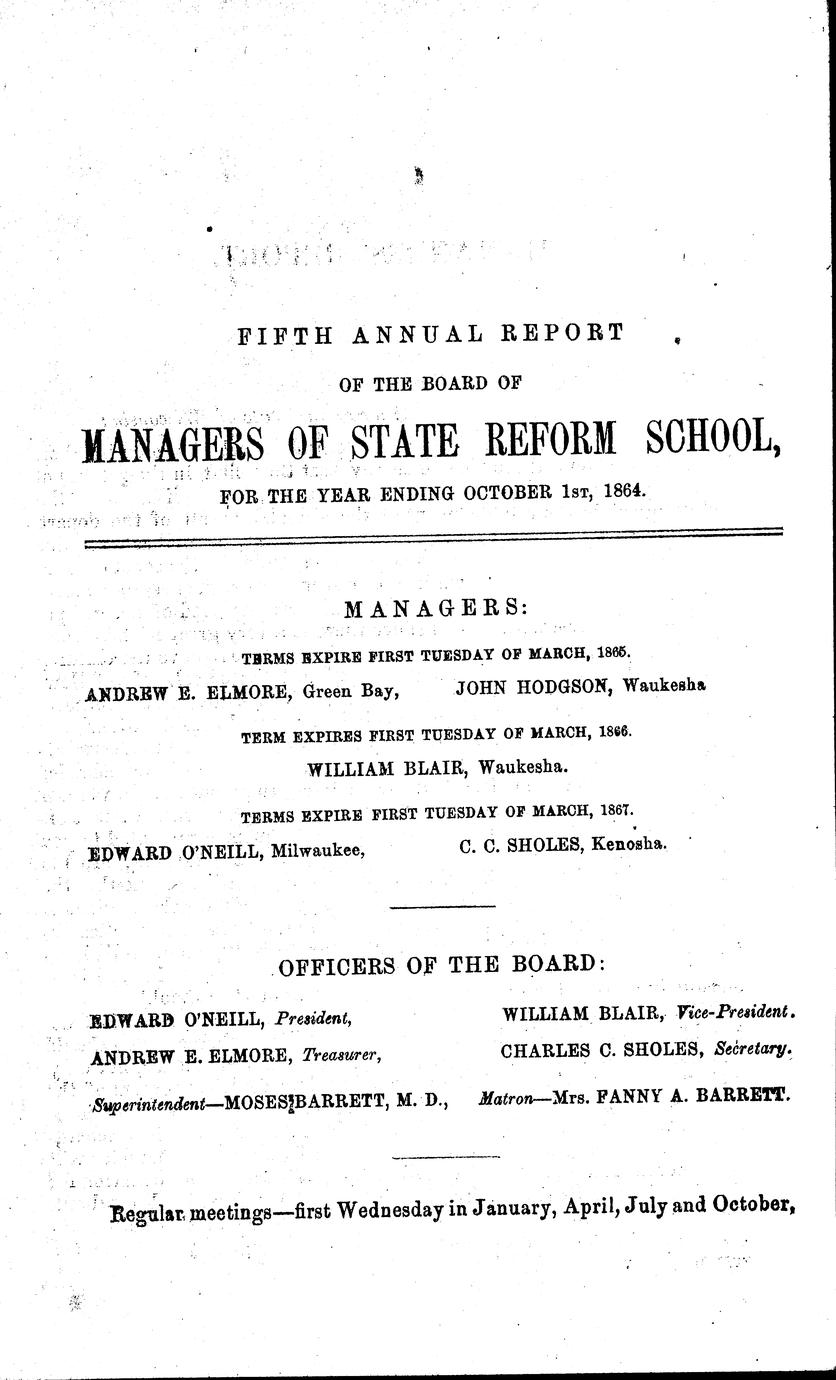 FIFTH ANNUAL REPORT
OF THE BOARD OF
MANAGERS OF STATE REFORM SCHOOL,
FOR THE YEAR ENDING OCTOBER 1ST, 1864.
MANAGERS:
TERMS EXPIRE FIRST TUESDAY OF MARCH, 1865.
ANDREW E. ELMORE, Green Bay, JOHN HODGSON, Waukesha
TERM EXPIRES FIRST TUESDAY OF MARCH, 1866.
WILLIAM BLAIR, Waukesha.
TERMS EXPIRE FIRST TUESDAY OF MARCH, 1867.
EDWARD O'NEILL, Milwaukee, C. C. SHOLES, Kenosha.
OFFICERS OF THE BOARD:
EDWARD O'NEILL, President, WILLIAM BLAIR, Vice-President.
ANDREW E. ELMORE, Treasurer, CHARLES C. SHOLES, Secretary.
Superintendent—MOSES BARRETT, M. D., Matron—Mrs. FANNY A. BARRETT.
Regular meetings—first Wednesday in January, April, July and October,